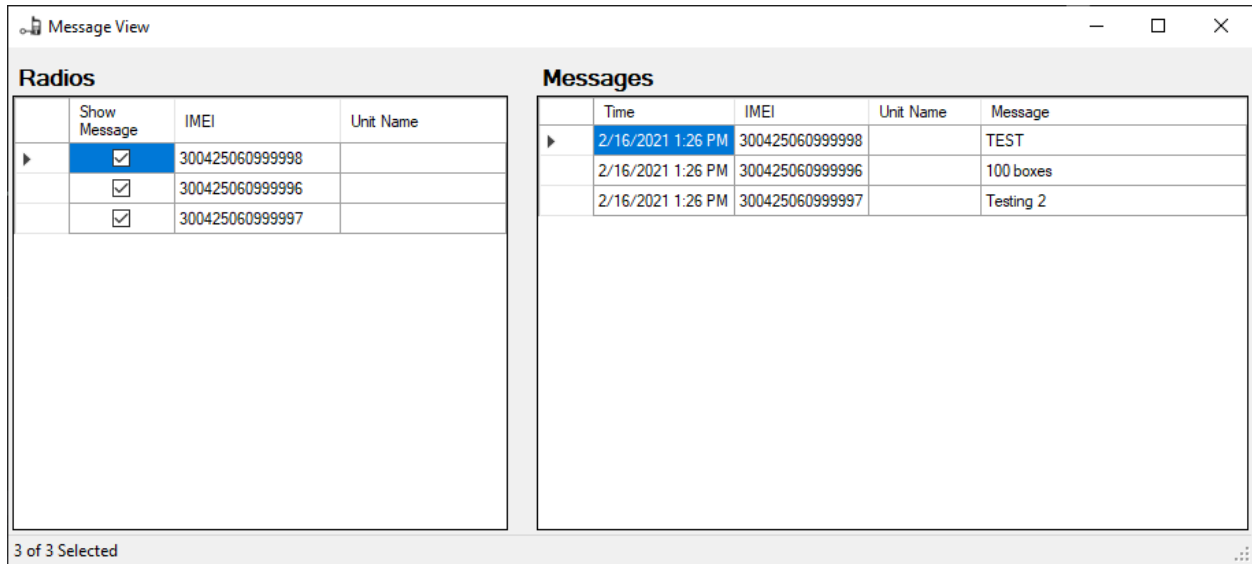 Message View
Radios
Show Message IMEI Unit Name
300425060999998
300425060999996
300425060999997
Messages
Time IMEI Unit Name Message
2/16/2021 1:26 PM 300425060999998 TEST
2/16/2021 1:26 PM 300425060999996 100 boxes
2/16/2021 1:26 PM 300425060999997 Testing 2
3 of 3 Selected